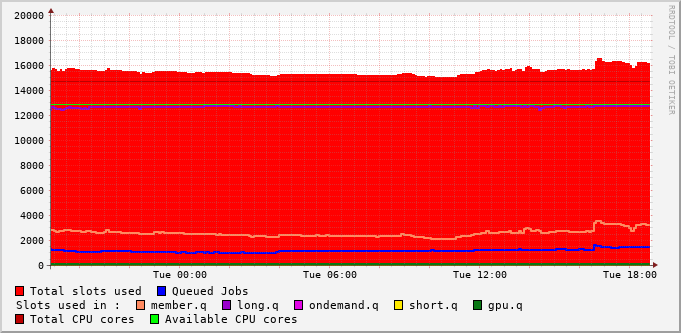 RRDTOOL / TOBI OETIKER
20000
18000
16000
14000
12000
10000
8000
6000
4000
2000
0
Tue 00:00 Tue 06:00 Tue 12:00 Tue 18:00
Total slots used Queued Jobs
Slots used in : member.q long.q ondemand.q short.q gpu.q
Total CPU cores Available CPU cores